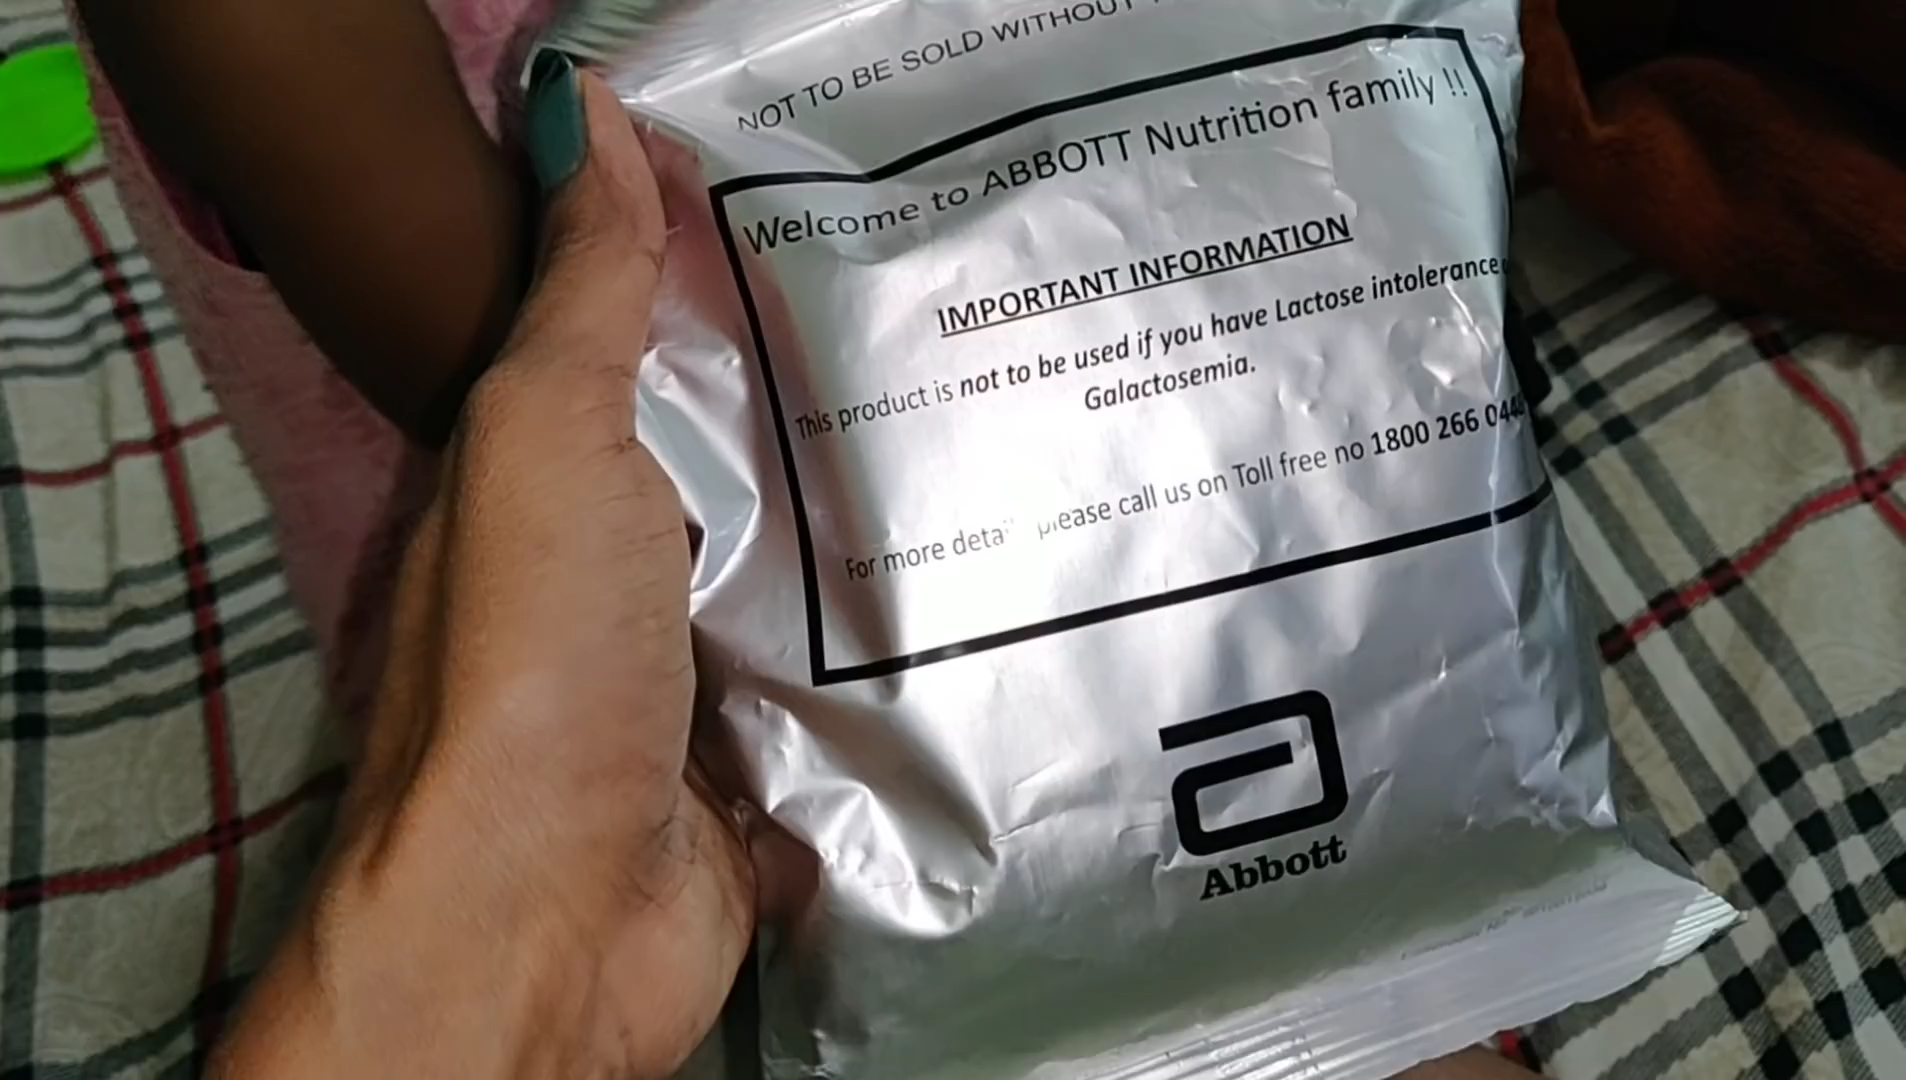 NOT TO BE SOLD WITHOUT
Welcome to ABBOTT Nutrition family !!
IMPORTANT INFORMATION
This product is not to be used if you have Lactose intolerance
Galactosemia.
For more please call us on Toll free no 1800 266
Abbott